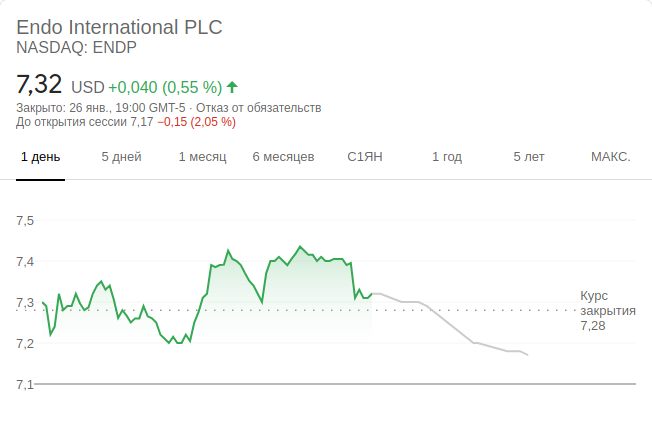 Endo International PLC
NASDAQ: ENDP
7,32 USD +0,040 (0,55 %)
Закрыто: 26 янв., 19:00 GMT-5 · Отказ от обязательств
До открытия сессии 7,17 −0,15 (2,05 %)
1 день 5 дней 1 месяц 6 месяцев С1ЯН 1 год 5 лет МАКС.
7,5
7,4
7,3
7,2
7,1
Курс
закрытия
7,28